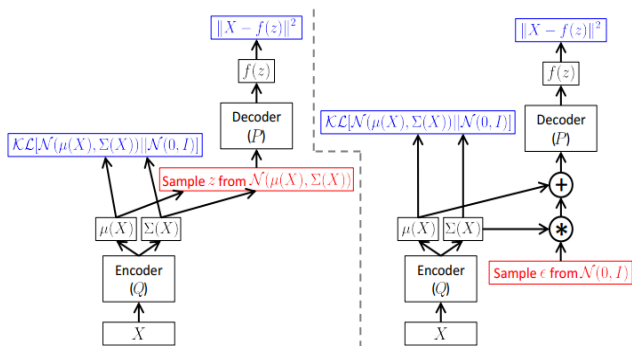 ‖X − f(z)‖²
f(z)
Decoder
(P)
KL[N(μ(X), Σ(X))||N(0, I)]
Sample z from N(μ(X), Σ(X))
μ(X)
Σ(X)
Encoder
(Q)
X
‖X − f(z)‖²
f(z)
Decoder
(P)
KL[N(μ(X), Σ(X))||N(0, I)]
+
μ(X)
Σ(X)
*
Encoder
(Q)
Sample ϵ from N(0, I)
X